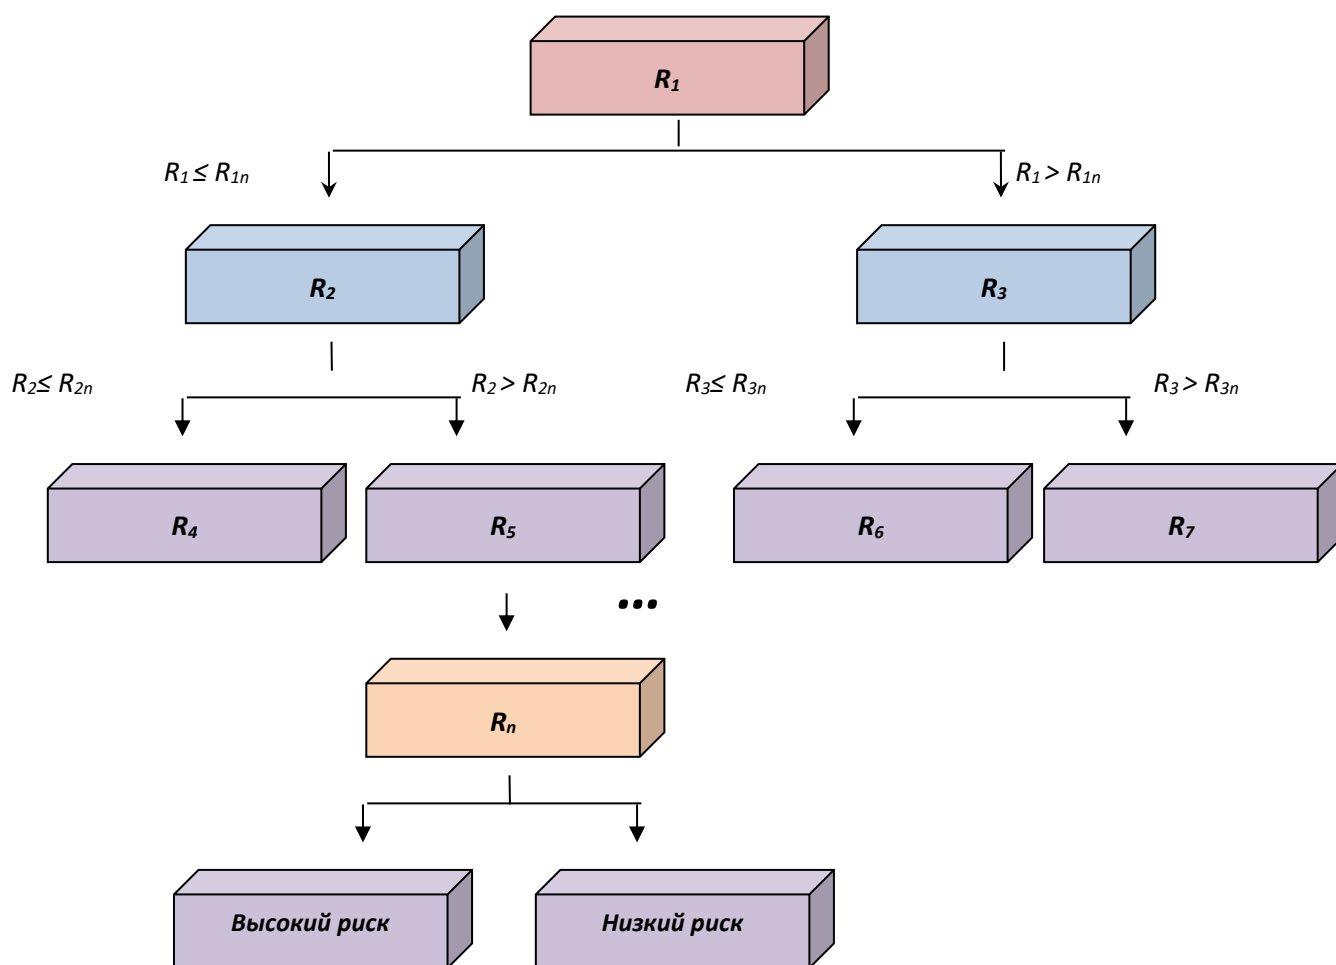 R₁
R₁ ≤ R₁ₙ
R₁ > R₁ₙ
R₂
R₃
R₂≤ R₂ₙ
R₂ > R₂ₙ
R₃≤ R₃ₙ
R₃ > R₃ₙ
R₄
R₅
R₆
R₇
...
Rₙ
Высокий риск
Низкий риск